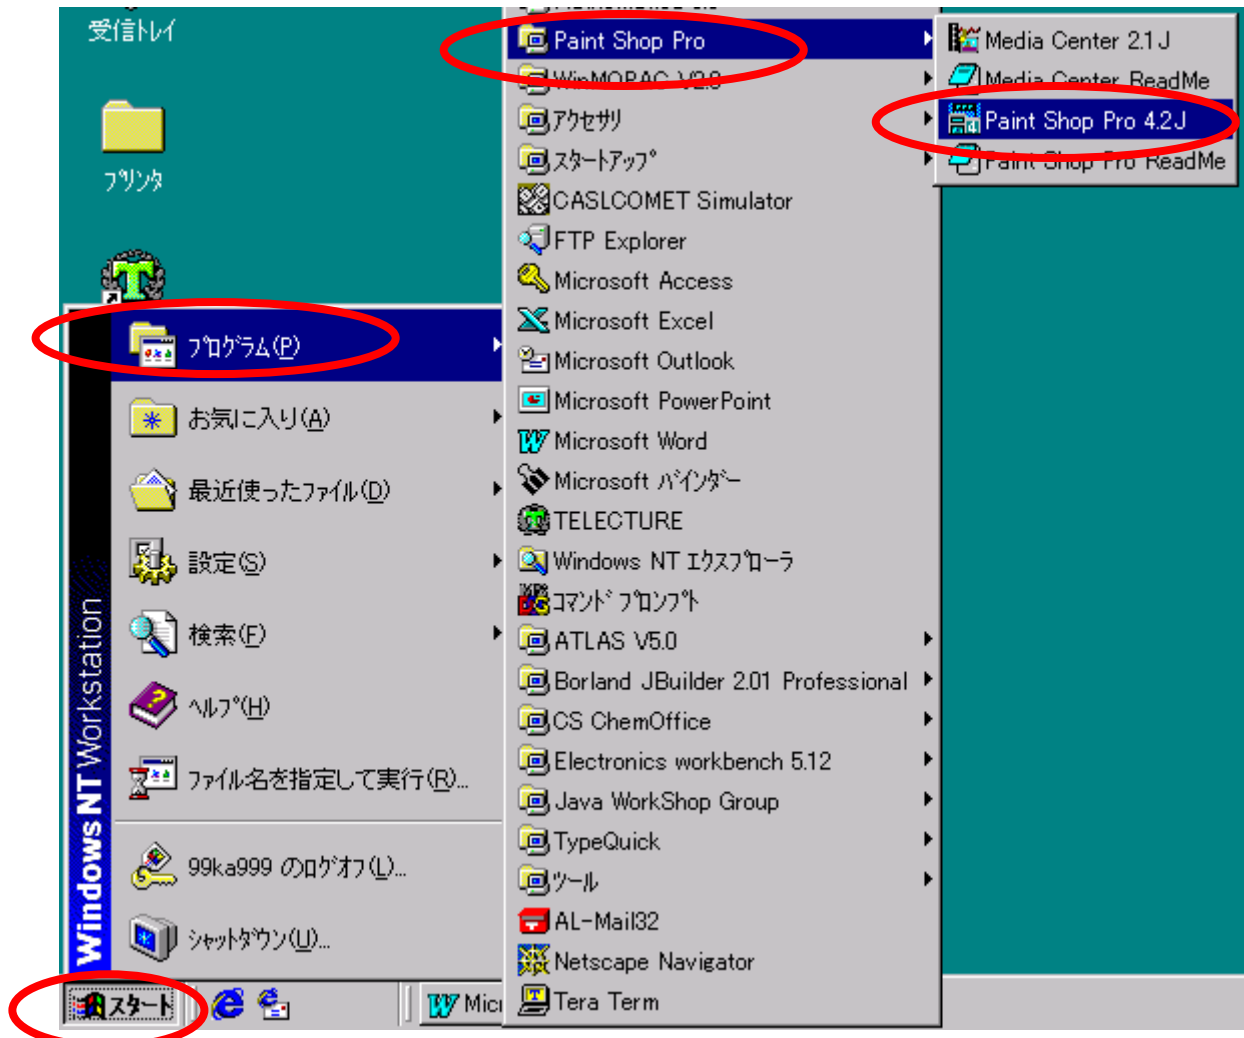 受信ﾄﾚｲ
ﾌﾟﾘﾝﾀ
ﾌﾟﾛｸﾞﾗﾑ(P)
お気に入り(A)
最近使ったﾌｧｲﾙ(D)
設定(S)
検索(F)
ﾍﾙﾌﾟ(H)
ﾌｧｲﾙ名を指定して実行(R)...
99ka999 のﾛｸﾞｵﾌ(L)...
ｼｬｯﾄﾀﾞｳﾝ(U)...
Windows NT Workstation
ｽﾀｰﾄ
Paint Shop Pro
WinMOPAC V2.0
ｱｸｾｻﾘ
ｽﾀｰﾄｱｯﾌﾟ
CASLCOMET Simulator
FTP Explorer
Microsoft Access
Microsoft Excel
Microsoft Outlook
Microsoft PowerPoint
Microsoft Word
Microsoft ﾊﾞｲﾝﾀﾞｰ
TELECTURE
Windows NT ｴｸｽﾌﾟﾛｰﾗ
ｺﾏﾝﾄﾞ ﾌﾟﾛﾝﾌﾟﾄ
ATLAS V5.0
Borland JBuilder 2.01 Professional
CS ChemOffice
Electronics workbench 5.12
Java WorkShop Group
TypeQuick
ﾂｰﾙ
AL-Mail32
Netscape Navigator
Tera Term
Media Center 2.1J
Media Center ReadMe
Paint Shop Pro 4.2J
Paint Shop Pro ReadMe